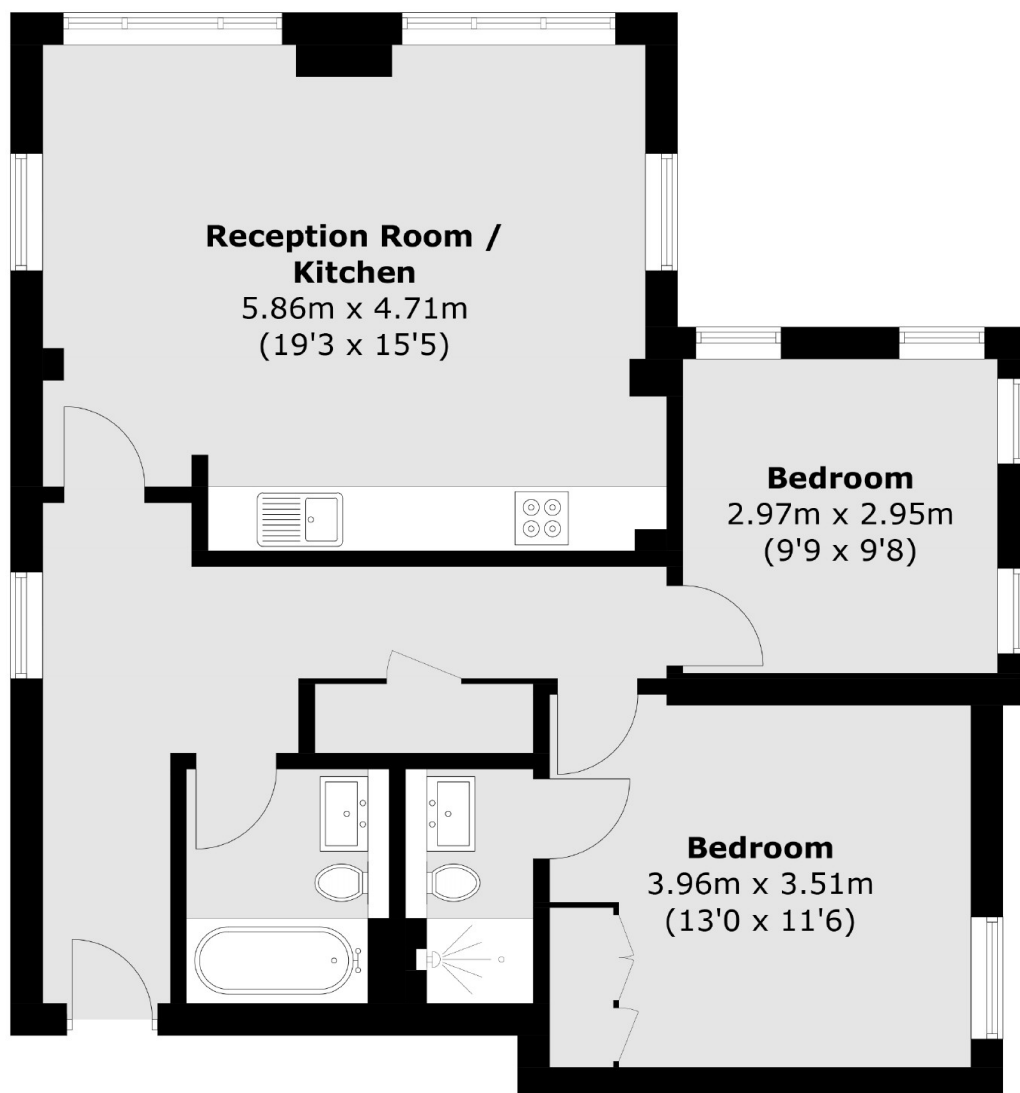 Reception Room /
Kitchen
5.86m x 4.71m
(19'3 x 15'5)
Bedroom
2.97m x 2.95m
(9'9 x 9'8)
Bedroom
3.96m x 3.51m
(13'0 x 11'6)